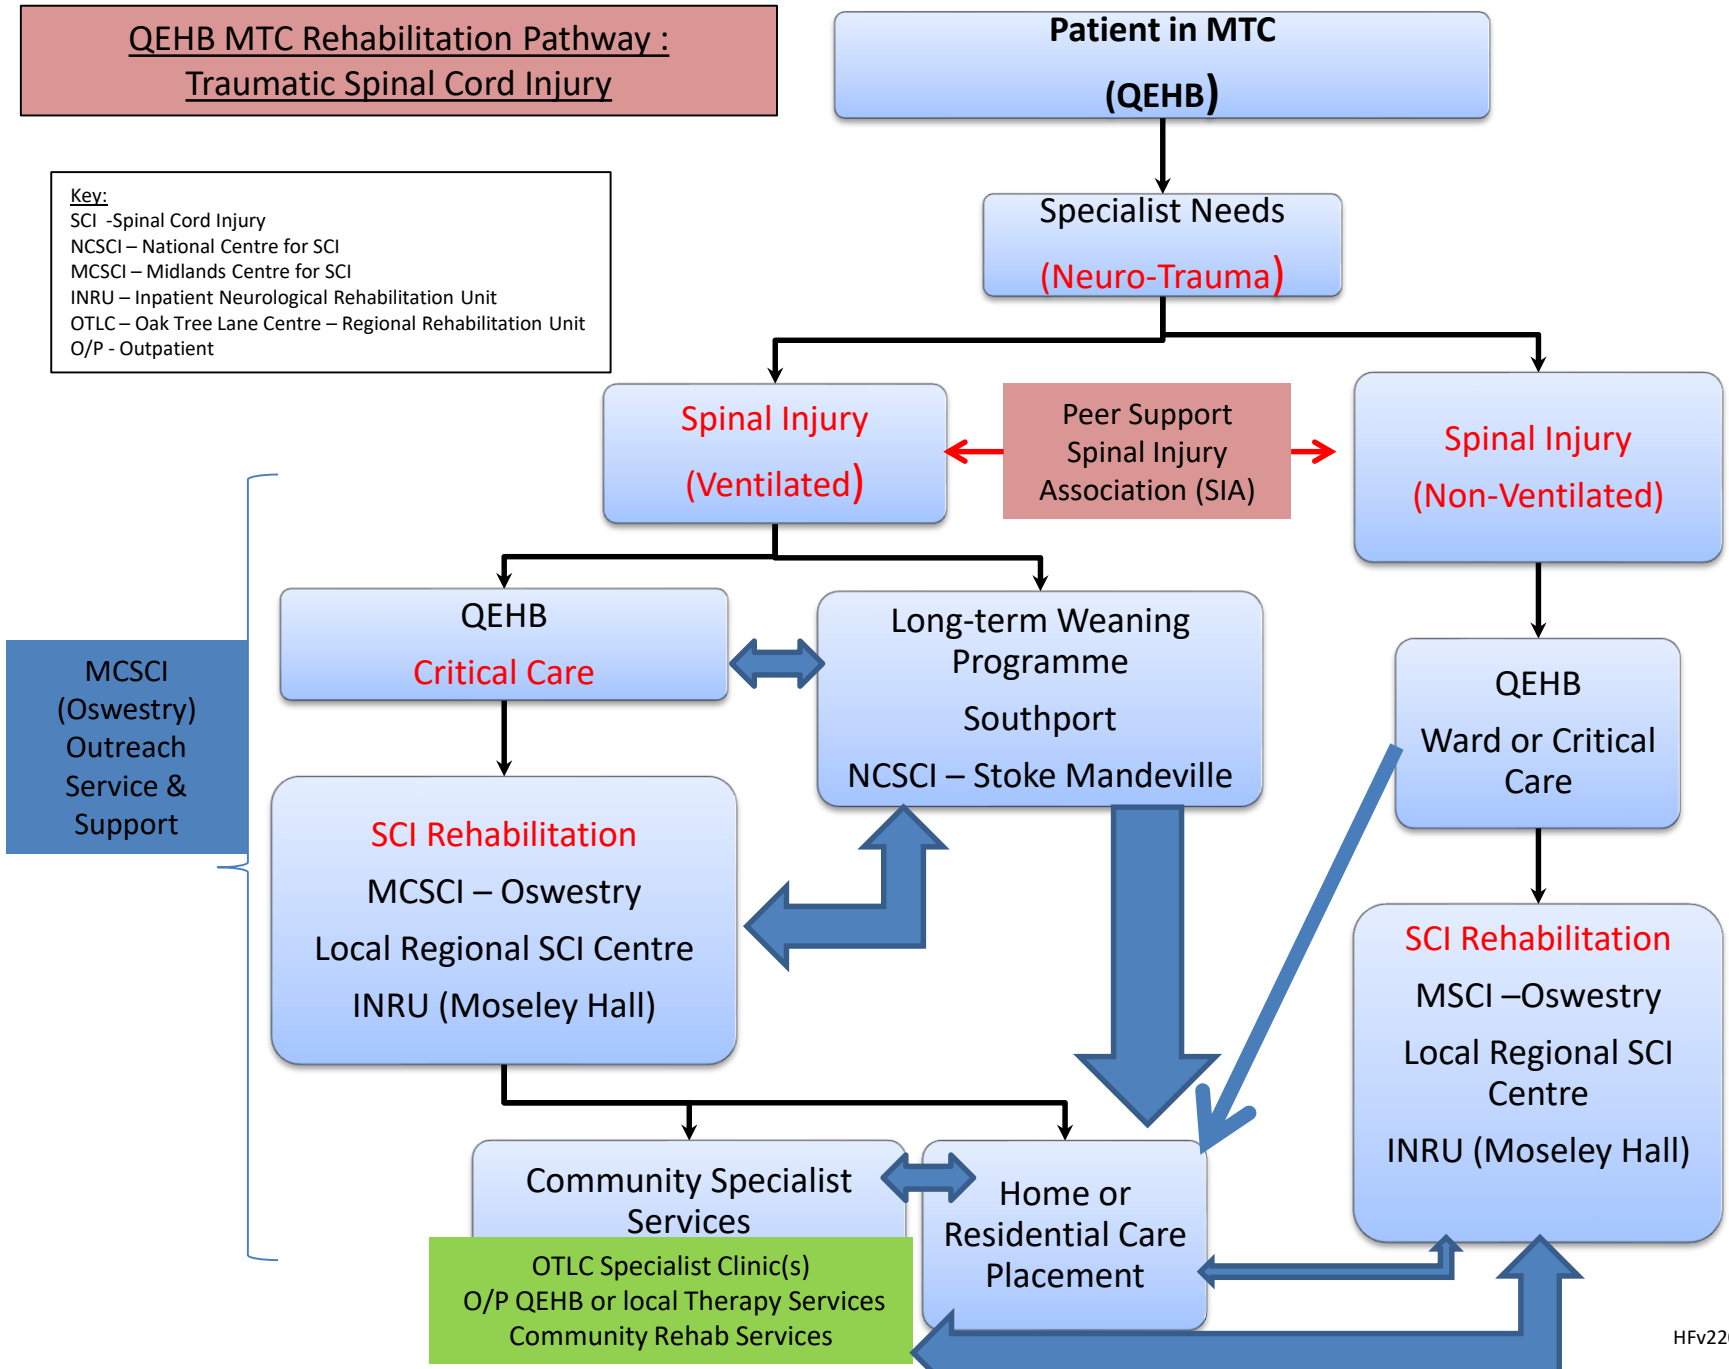 QEHB MTC Rehabilitation Pathway :
Traumatic Spinal Cord Injury
Patient in MTC
(QEHB)
Key:
SCI -Spinal Cord Injury
NCSCI – National Centre for SCI
MCSCI – Midlands Centre for SCI
INRU – Inpatient Neurological Rehabilitation Unit
OTLC – Oak Tree Lane Centre – Regional Rehabilitation Unit
O/P - Outpatient
Specialist Needs
(Neuro-Trauma)
Spinal Injury
(Ventilated)
Peer Support
Spinal Injury
Association (SIA)
Spinal Injury
(Non-Ventilated)
QEHB
Critical Care
Long-term Weaning
Programme
Southport
NCSCI – Stoke Mandeville
QEHB
Ward or Critical
Care
MCSCI
(Oswestry)
Outreach
Service &
Support
SCI Rehabilitation
MCSCI – Oswestry
Local Regional SCI Centre
INRU (Moseley Hall)
SCI Rehabilitation
MSCI –Oswestry
Local Regional SCI
Centre
INRU (Moseley Hall)
Community Specialist
Services
Home or
Residential Care
Placement
OTLC Specialist Clinic(s)
O/P QEHB or local Therapy Services
Community Rehab Services